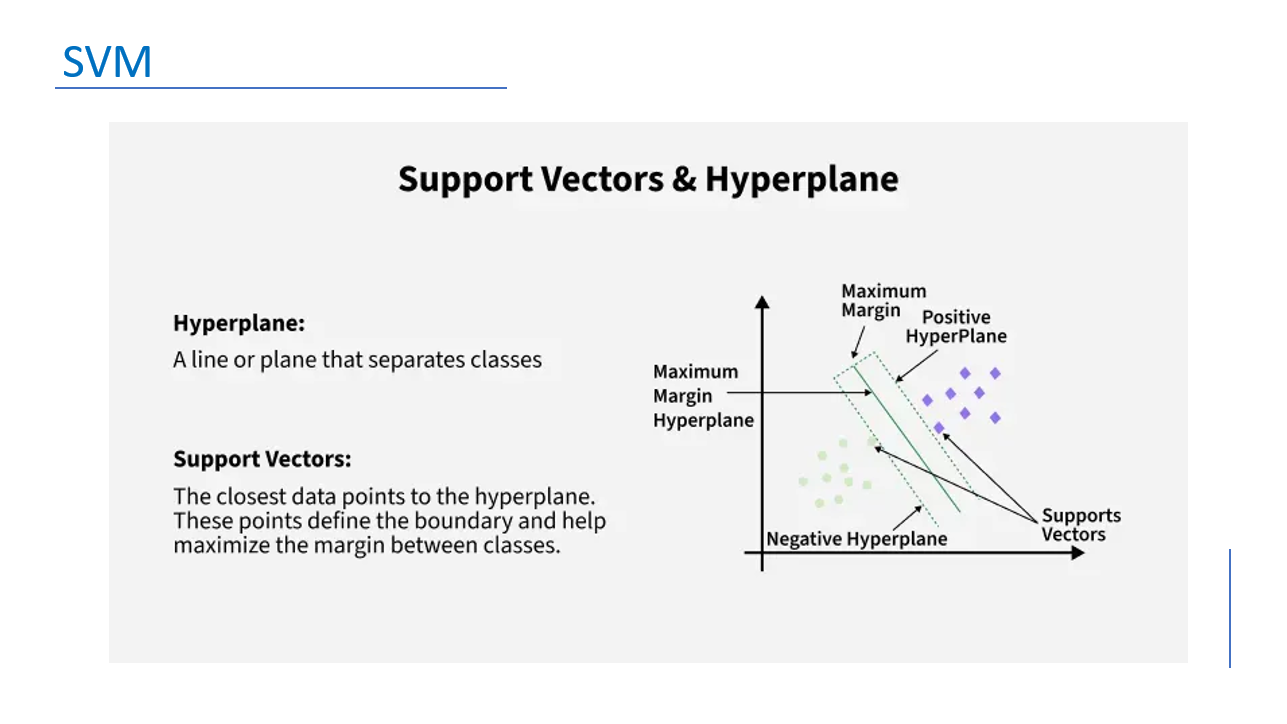 SVM
Support Vectors & Hyperplane
Hyperplane:
A line or plane that separates classes
Support Vectors:
The closest data points to the hyperplane.
These points define the boundary and help
maximize the margin between classes.
Maximum
Margin
Positive
HyperPlane
Maximum
Margin
Hyperplane
Supports
Vectors
Negative Hyperplane